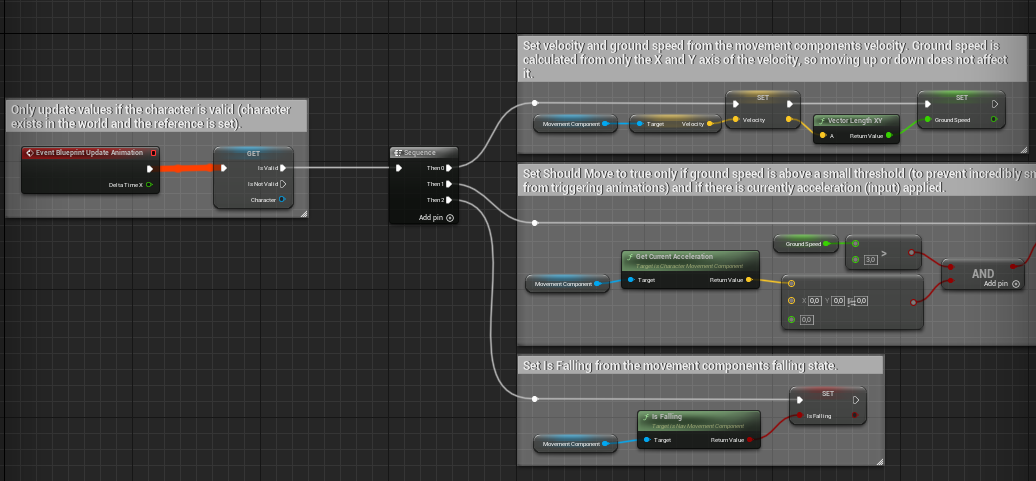 Set velocity and ground speed from the movement components velocity. Ground speed is
calculated from only the X and Y axis of the velocity, so moving up or down does not affect
it.
SET
SET
Movement Component
Target
Velocity
Velocity
Vector Length XY
A
Return Value
Ground Speed
Only update values if the character is valid (character
exists in the world and the reference is set).
Event Blueprint Update Animation
Delta Time X
GET
Is Valid
Is Not Valid
Character
Sequence
Then 0
Then 1
Then 2
Add pin
Set Should Move to true only if ground speed is above a small threshold (to prevent incredibly sm
from triggering animations) and if there is currently acceleration (input) applied.
Ground Speed
3,0
>
Get Current Acceleration
Target is Character Movement Component
Movement Component
Target
Return Value
X 0,0 Y 0,0 0,0
0,0
AND
Add pin
Set Is Falling from the movement components falling state.
SET
Is Falling
Is Falling
Target is Nav Movement Component
Movement Component
Target
Return Value